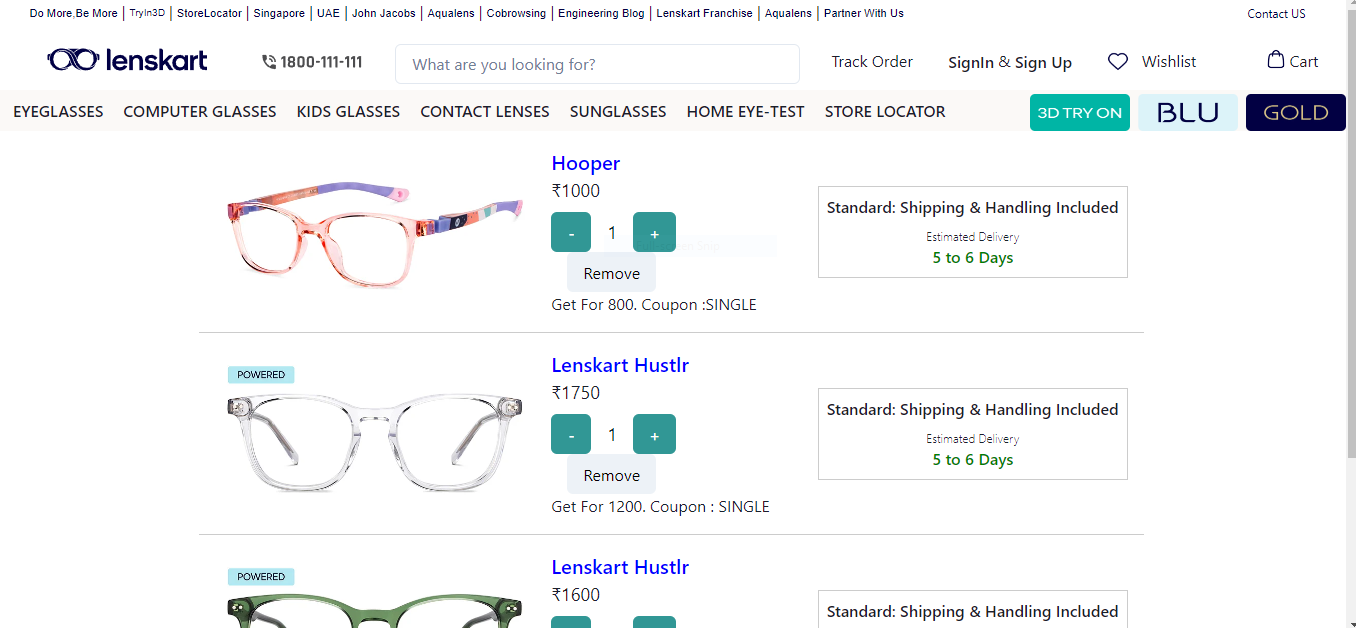 Do More,Be More | TryIn3D | StoreLocator | Singapore | UAE | John Jacobs | Aqualens | Cobrowsing | Engineering Blog | Lenskart Franchise | Aqualens | Partner With Us Contact US
lenskart 1800-111-111 What are you looking for? Track Order SignIn & Sign Up Wishlist Cart
EYEGLASSES COMPUTER GLASSES KIDS GLASSES CONTACT LENSES SUNGLASSES HOME EYE-TEST STORE LOCATOR 3D TRY ON BLU GOLD
Hooper
₹1000
- 1 +
Remove
Get For 800. Coupon :SINGLE
Standard: Shipping & Handling Included
Estimated Delivery
5 to 6 Days
POWERED
Lenskart Hustlr
₹1750
- 1 +
Remove
Get For 1200. Coupon : SINGLE
Standard: Shipping & Handling Included
Estimated Delivery
5 to 6 Days
POWERED
Lenskart Hustlr
₹1600
Standard: Shipping & Handling Included